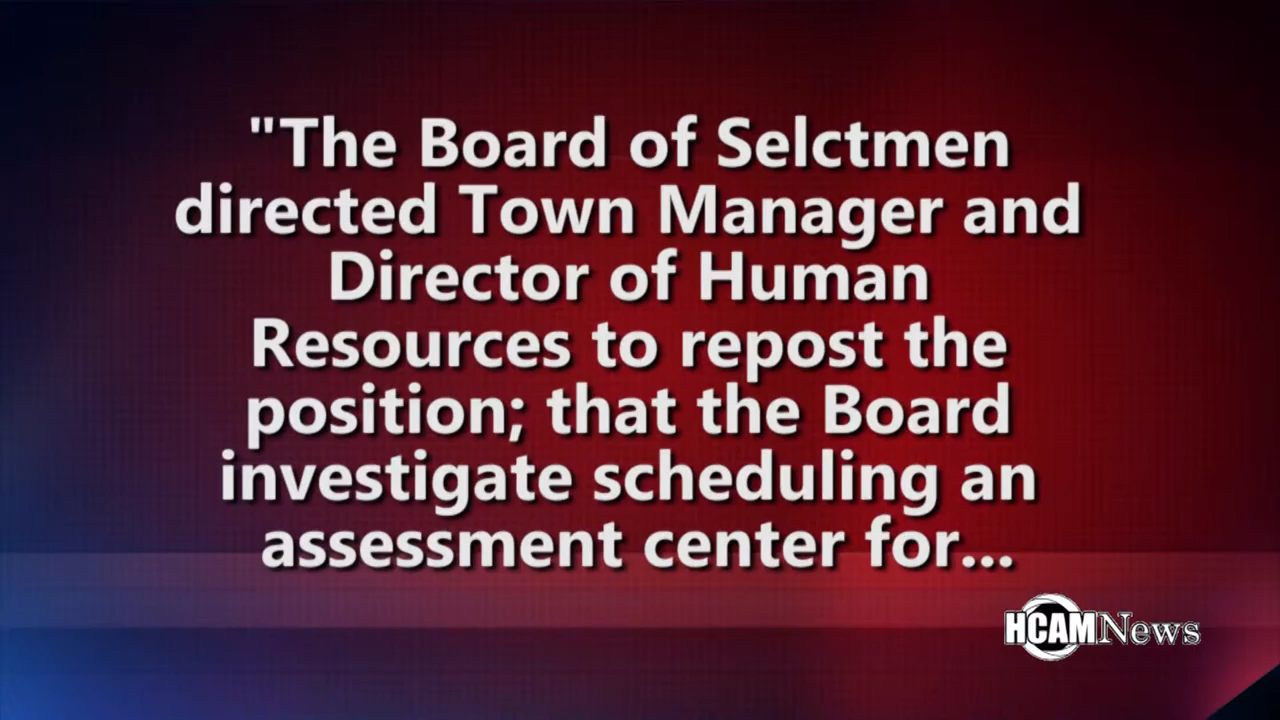 "The Board of Selctmen
directed Town Manager and
Director of Human
Resources to repost the
position; that the Board
investigate scheduling an
assessment center for...
HCAMNews